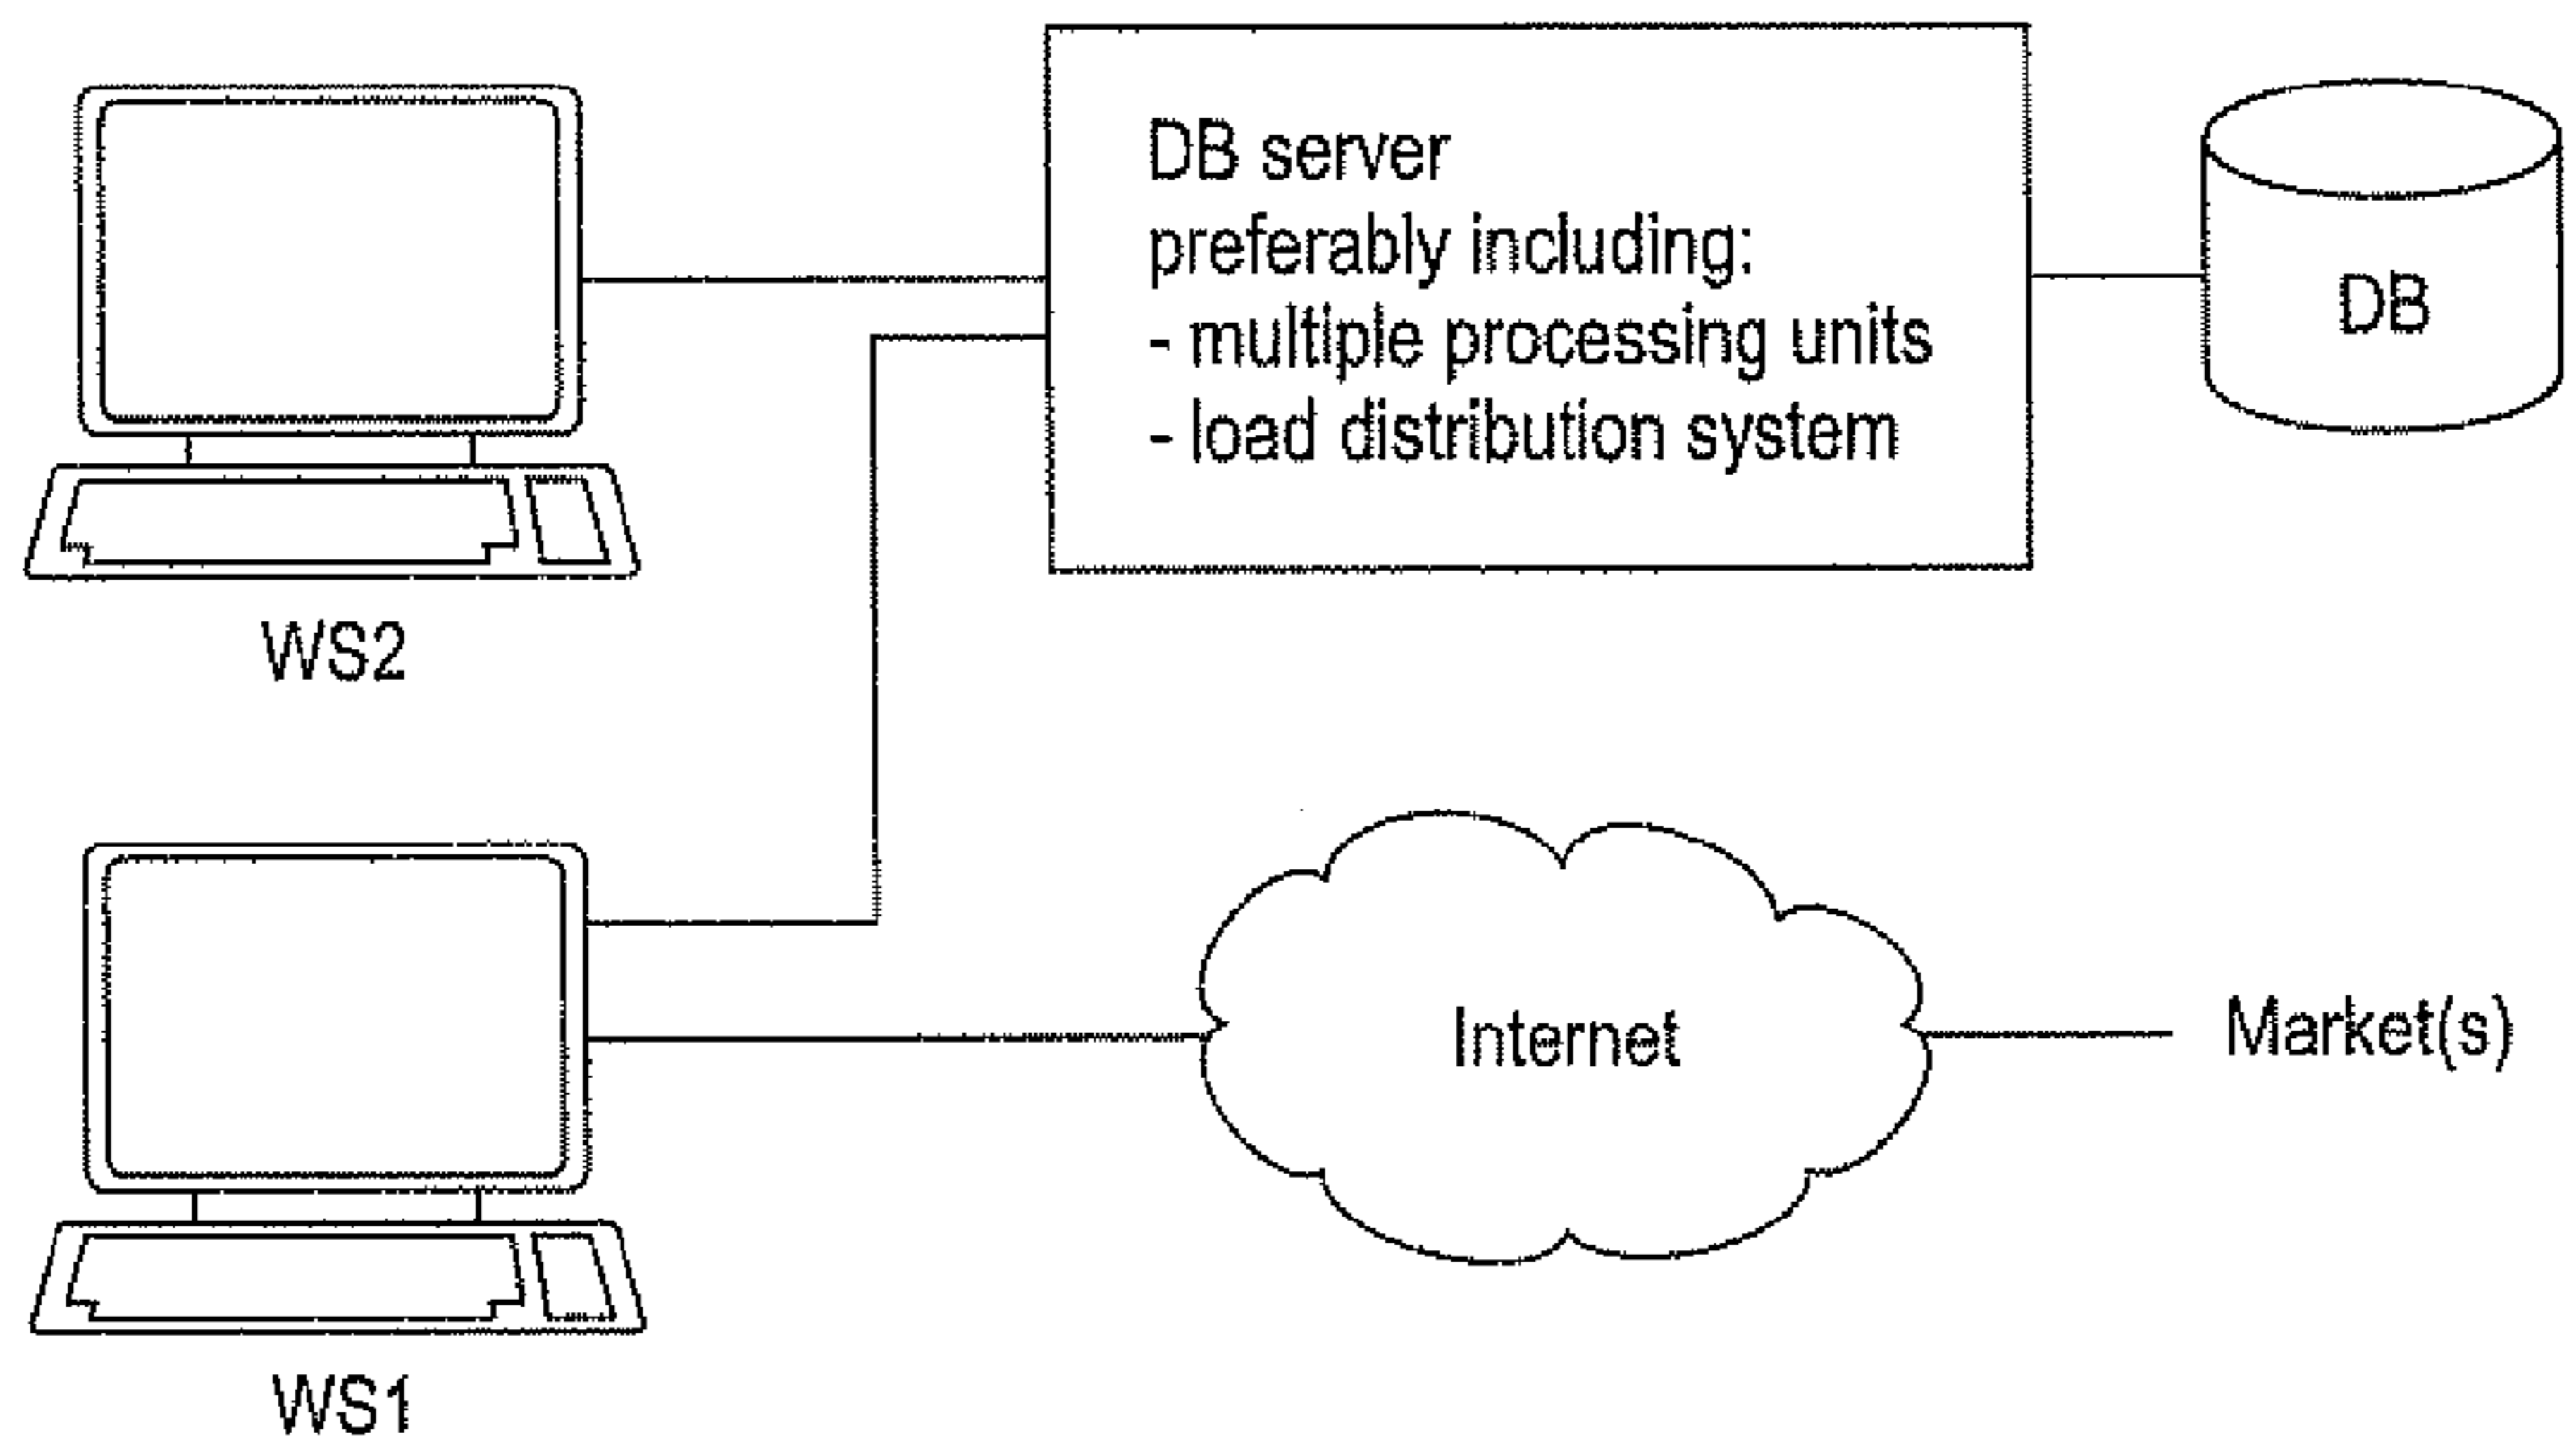 DB server
preferably including:
- multiple processing units
- load distribution system
DB
WS2
Internet
Market(s)
WS1